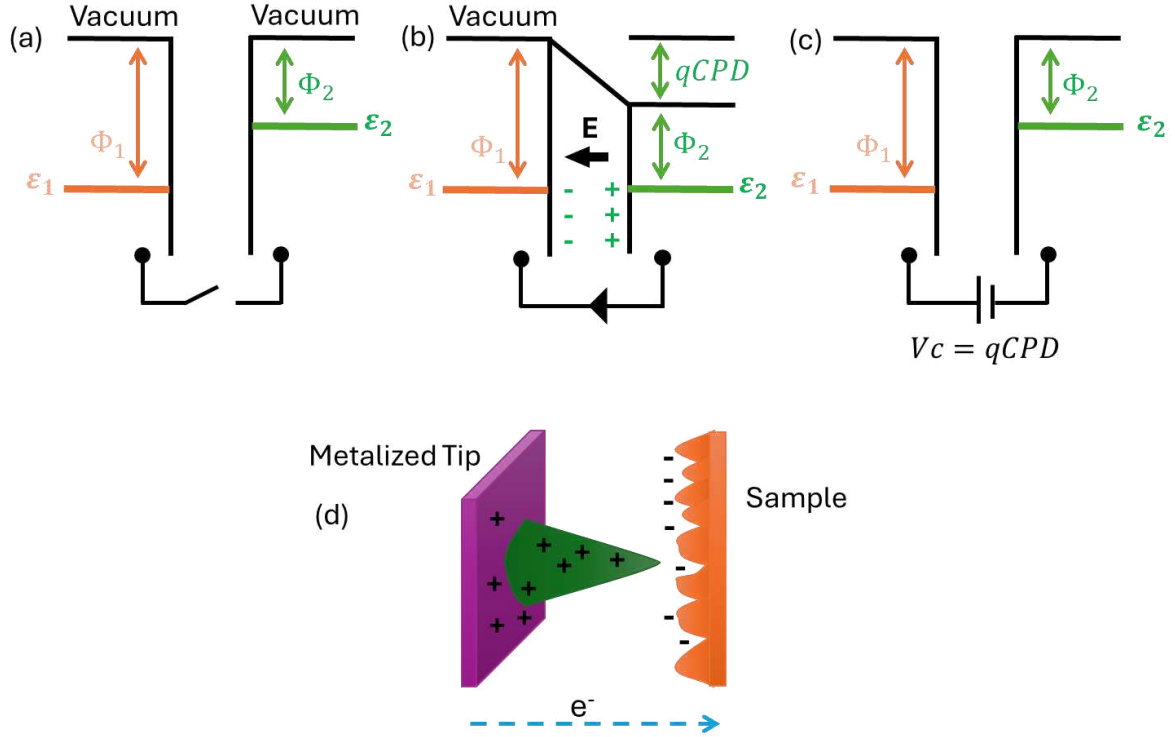 (a) Vacuum Vacuum
Φ₁ Φ₂
ε₁ ε₂
(b) Vacuum
qCPD
E
Φ₁ Φ₂
ε₁ - + ε₂
- +
- +
(c)
Φ₁ Φ₂
ε₁ ε₂
Vc = qCPD
Metalized Tip
(d)
Sample
+ + + + + + + + + +
- - - - - - - -
e⁻